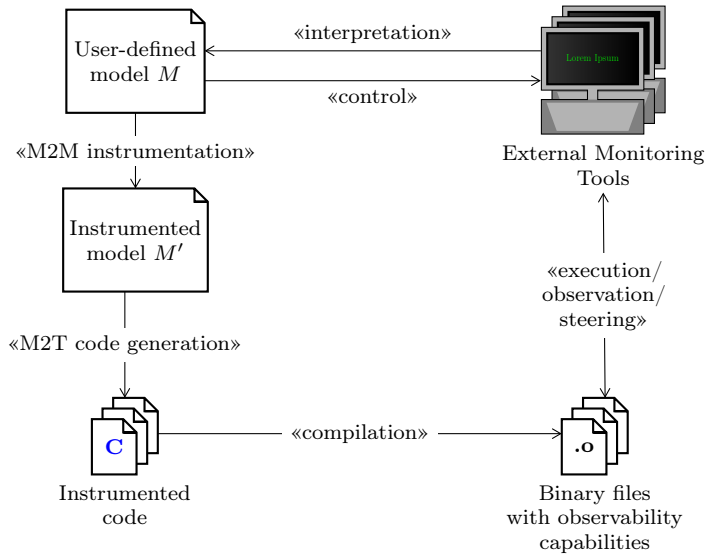 User-defined
model M
«interpretation»
«control»
Lorem Ipsum
External Monitoring
Tools
«M2M instrumentation»
Instrumented
model M′
«M2T code generation»
«execution/
observation/
steering»
C
Instrumented
code
«compilation»
.o
Binary files
with observability
capabilities